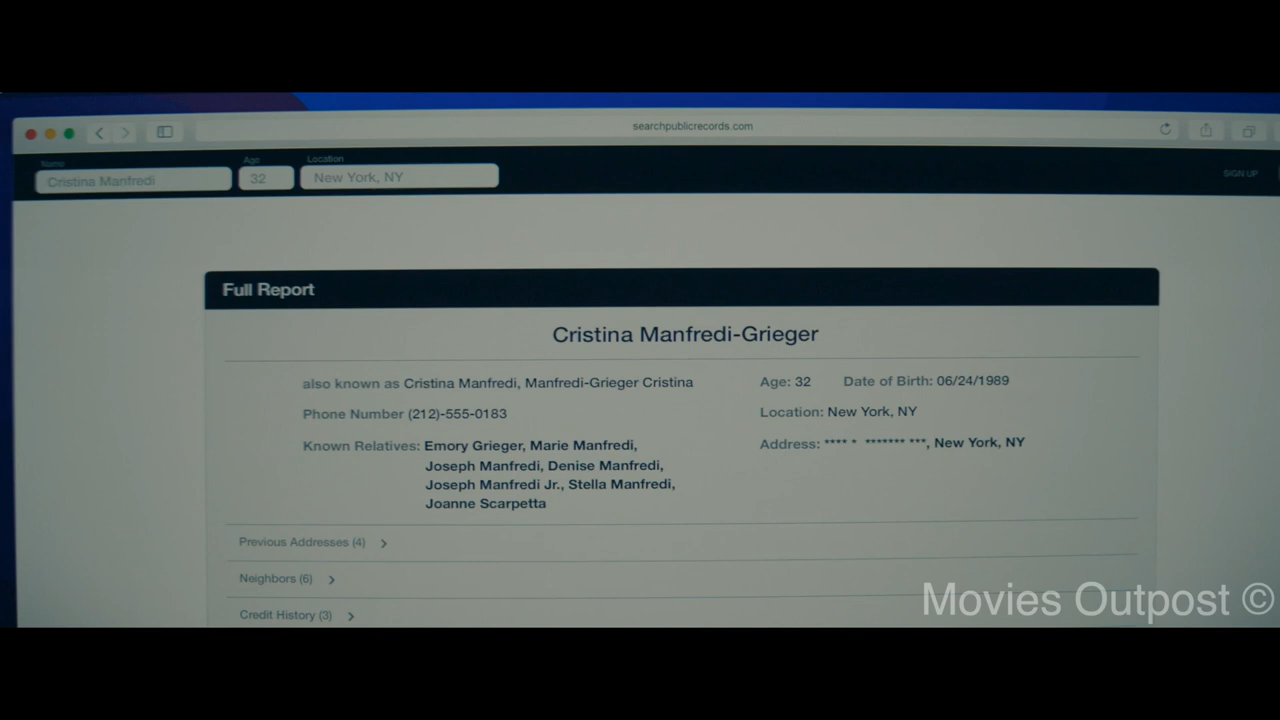 searchpublicrecords.com
Name Age Location
Cristina Manfredi 32 New York, NY
SIGN UP
Full Report
Cristina Manfredi-Grieger
also known as Cristina Manfredi, Manfredi-Grieger Cristina Age: 32 Date of Birth: 06/24/1989
Phone Number (212)-555-0183 Location: New York, NY
Known Relatives: Emory Grieger, Marie Manfredi, Address: **** * ******* ***, New York, NY
Joseph Manfredi, Denise Manfredi,
Joseph Manfredi Jr., Stella Manfredi,
Joanne Scarpetta
Previous Addresses (4)
Neighbors (6)
Credit History (3)
Movies Outpost ©